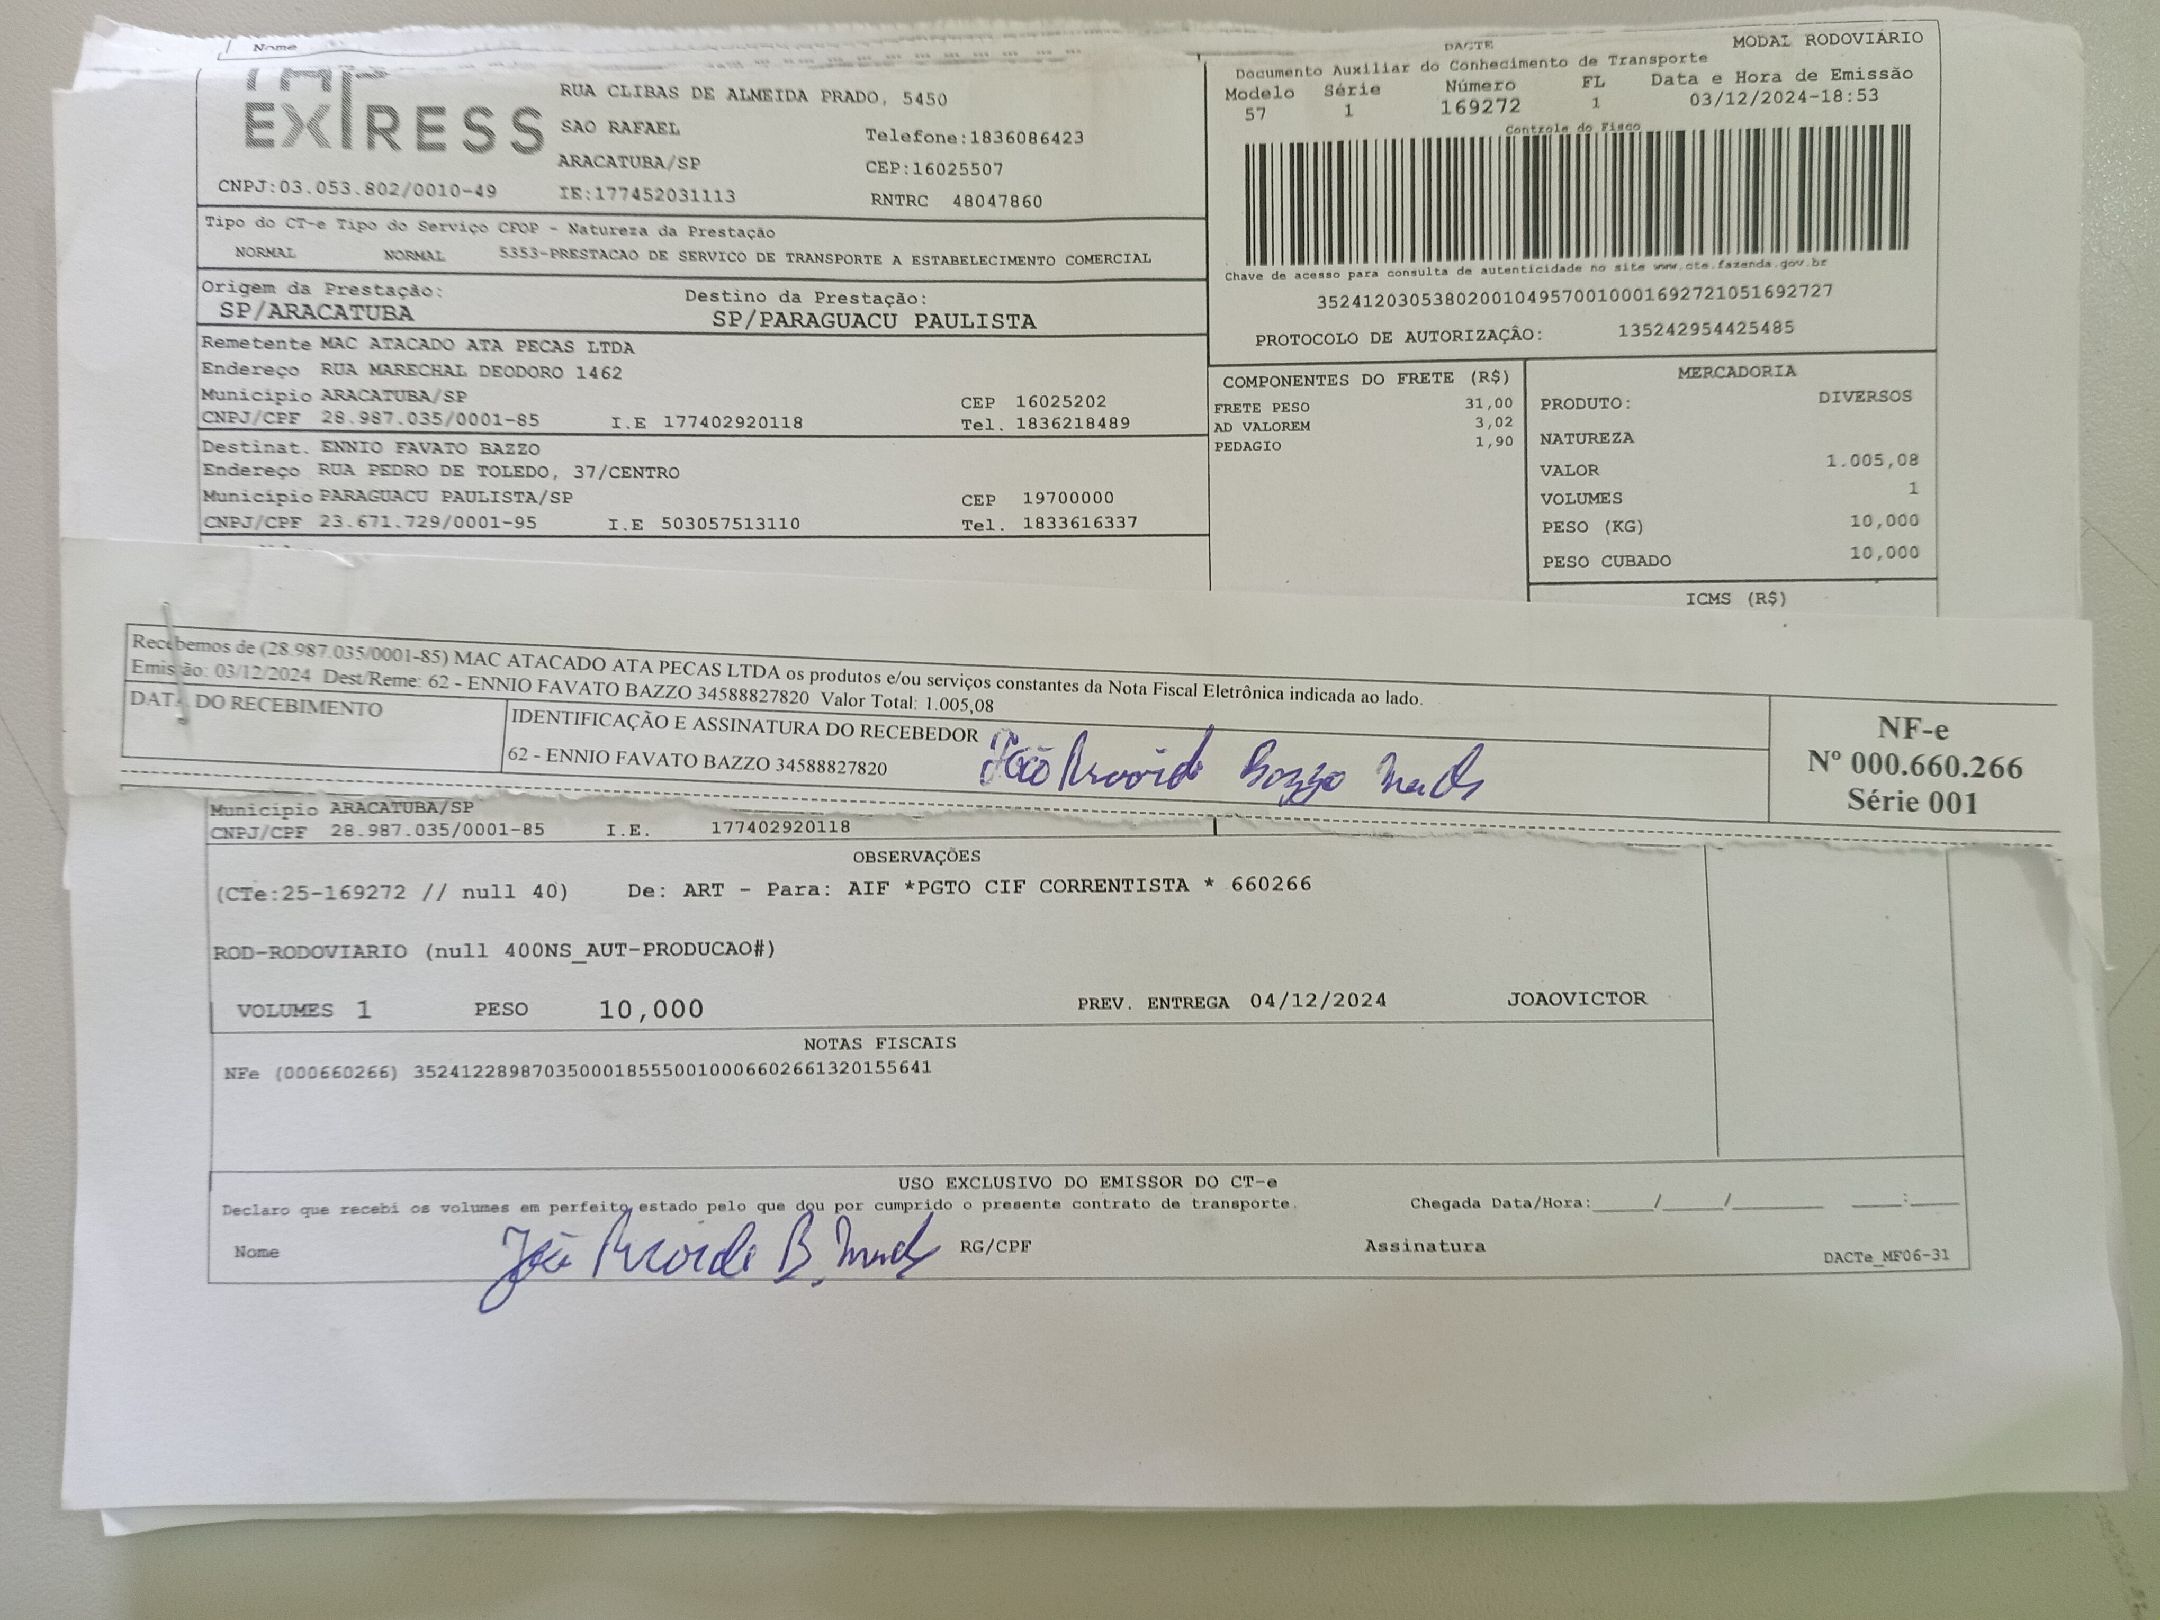 Nome
EXPRESS
RUA CLIBAS DE ALMEIDA PRADO, 5450
SAO RAFAEL
Telefone:1836086423
ARACATUBA/SP
CEP:16025507
CNPJ:03.053.802/0010-49
IE:177452031113
RNTRC 48047860
DACTE
MODAL RODOVIÁRIO
Documento Auxiliar do Conhecimento de Transporte
Modelo Série Número FL Data e Hora de Emissão
57 1 169272 1 03/12/2024-18:53
Controle do Fisco
Chave de acesso para consulta de autenticidade no site www.cte.fazenda.gov.br
35241203053802001049570010001692721051692727
PROTOCOLO DE AUTORIZAÇÂO: 135242954425485
Tipo do CT-e Tipo do Serviço CFOP - Natureza da Prestação
NORMAL NORMAL 5353-PRESTACAO DE SERVICO DE TRANSPORTE A ESTABELECIMENTO COMERCIAL
Origem da Prestação: Destino da Prestação:
SP/ARACATUBA SP/PARAGUACU PAULISTA
Remetente MAC ATACADO ATA PECAS LTDA
Endereço RUA MARECHAL DEODORO 1462
Municipio ARACATUBA/SP CEP 16025202
CNPJ/CPF 28.987.035/0001-85 I.E 177402920118 Tel. 1836218489
Destinat. ENNIO FAVATO BAZZO
Endereço RUA PEDRO DE TOLEDO, 37/CENTRO
Municipio PARAGUACU PAULISTA/SP CEP 19700000
CNPJ/CPF 23.671.729/0001-95 I.E 503057513110 Tel. 1833616337
COMPONENTES DO FRETE (R$)
FRETE PESO 31,00
AD VALOREM 3,02
PEDAGIO 1,90
MERCADORIA
PRODUTO: DIVERSOS
NATUREZA
VALOR 1.005,08
VOLUMES 1
PESO (KG) 10,000
PESO CUBADO 10,000
ICMS (R$)
Recebemos de (28.987.035/0001-85) MAC ATACADO ATA PECAS LTDA os produtos e/ou serviços constantes da Nota Fiscal Eletrônica indicada ao lado.
Emissão: 03/12/2024 Dest/Reme: 62 - ENNIO FAVATO BAZZO 34588827820 Valor Total: 1.005,08
DATA DO RECEBIMENTO
IDENTIFICAÇÃO E ASSINATURA DO RECEBEDOR
62 - ENNIO FAVATO BAZZO 34588827820
João Bazzo
NF-e
Nº 000.660.266
Série 001
Municipio ARACATUBA/SP
CNPJ/CPF 28.987.035/0001-85 I.E. 177402920118
OBSERVAÇÕES
(CTe:25-169272 // null 40) De: ART - Para: AIF *PGTO CIF CORRENTISTA * 660266
ROD-RODOVIARIO (null 400NS_AUT-PRODUCAO#)
VOLUMES 1 PESO 10,000 PREV. ENTREGA 04/12/2024 JOAOVICTOR
NOTAS FISCAIS
NFe (000660266) 35241228987035000185550010006602661320155641
USO EXCLUSIVO DO EMISSOR DO CT-e
Declaro que recebi os volumes em perfeito estado pelo que dou por cumprido o presente contrato de transporte. Chegada Data/Hora:____/____/______ ___:___
Nome João B. RG/CPF Assinatura DACTe_MF06-31